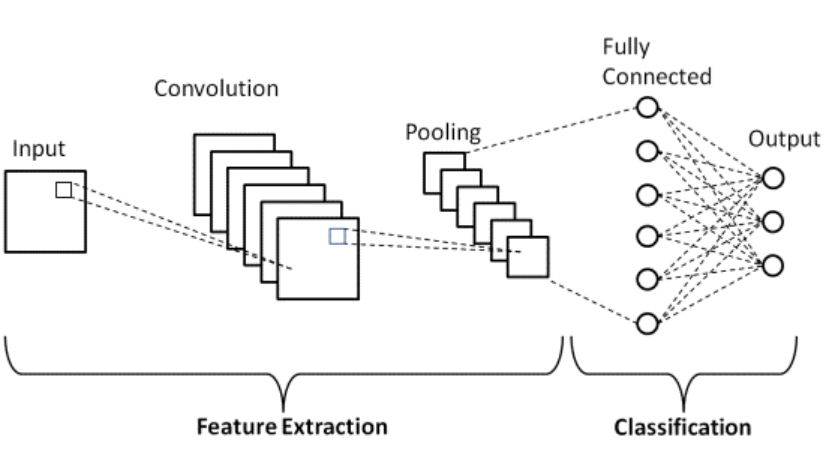 Fully
Connected
Convolution
Pooling
Output
Input
Feature Extraction
Classification